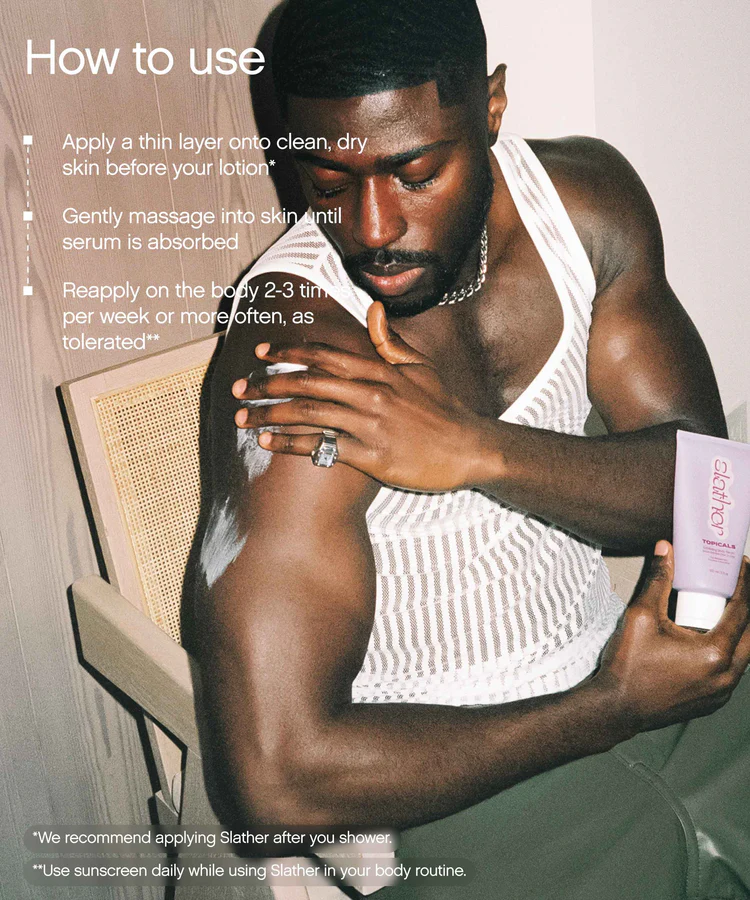 How to use
Apply a thin layer onto clean, dry
skin before your lotion*
Gently massage into skin until
serum is absorbed
Reapply on the body 2-3 times
per week or more often, as
tolerated**
slather
TOPICALS
*We recommend applying Slather after you shower.
**Use sunscreen daily while using Slather in your body routine.